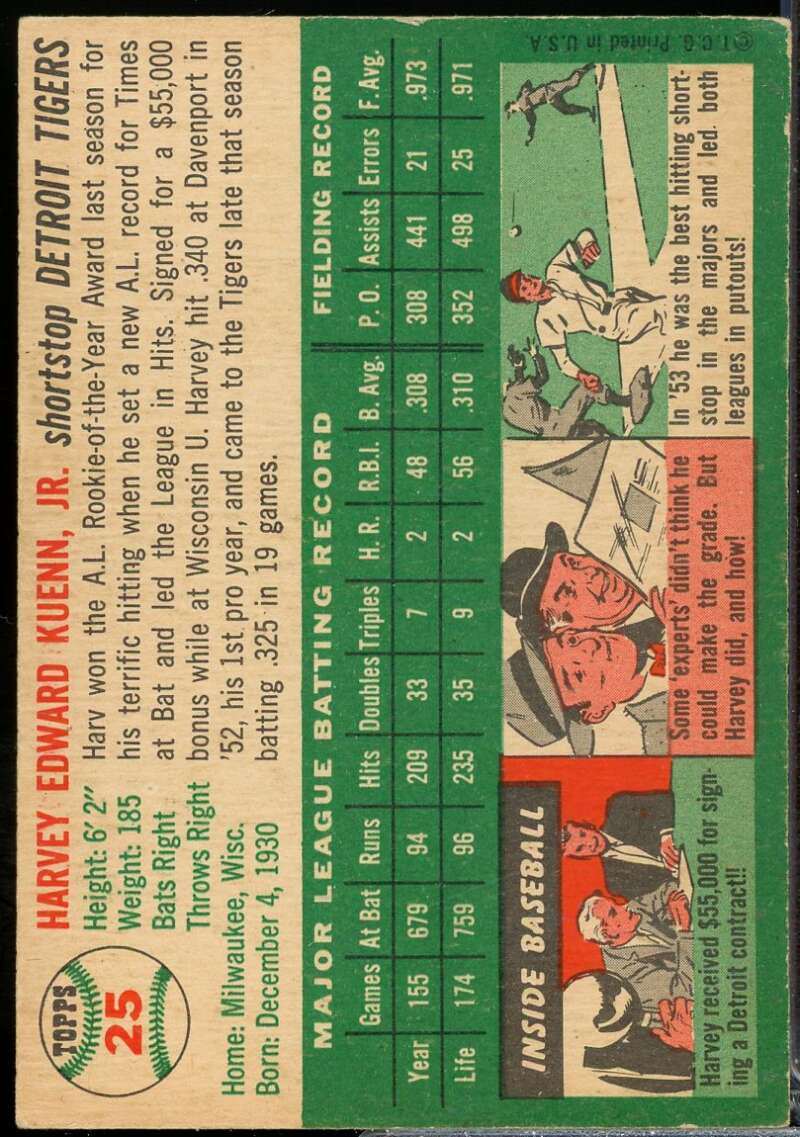 TOPPS
25
HARVEY EDWARD KUENN, JR. shortstop DETROIT TIGERS
Height: 6' 2"
Weight: 185
Bats Right
Throws Right
Home: Milwaukee, Wisc.
Born: December 4, 1930
Harv won the A.L. Rookie-of-the-Year Award last season for
his terrific hitting when he set a new A.L. record for Times
at Bat and led the League in Hits. Signed for a $55,000
bonus while at Wisconsin U. Harvey hit .340 at Davenport in
'52, his 1st pro year, and came to the Tigers late that season
batting .325 in 19 games.
MAJOR LEAGUE BATTING RECORD FIELDING RECORD
Games At Bat Runs Hits Doubles Triples H. R. R.B.I. B. Avg. P. O. Assists Errors F. Avg.
Year 155 679 94 209 33 7 2 48 .308 308 441 21 .973
Life 174 759 96 235 35 9 2 56 .310 352 498 25 .971
INSIDE BASEBALL
Harvey received $55,000 for sign-
ing a Detroit contract!!
Some 'experts' didn't think he
could make the grade. But
Harvey did, and how!
In '53 he was the best hitting short-
stop in the majors and led both
leagues in putouts!
© T.C.G. Printed in U.S.A.